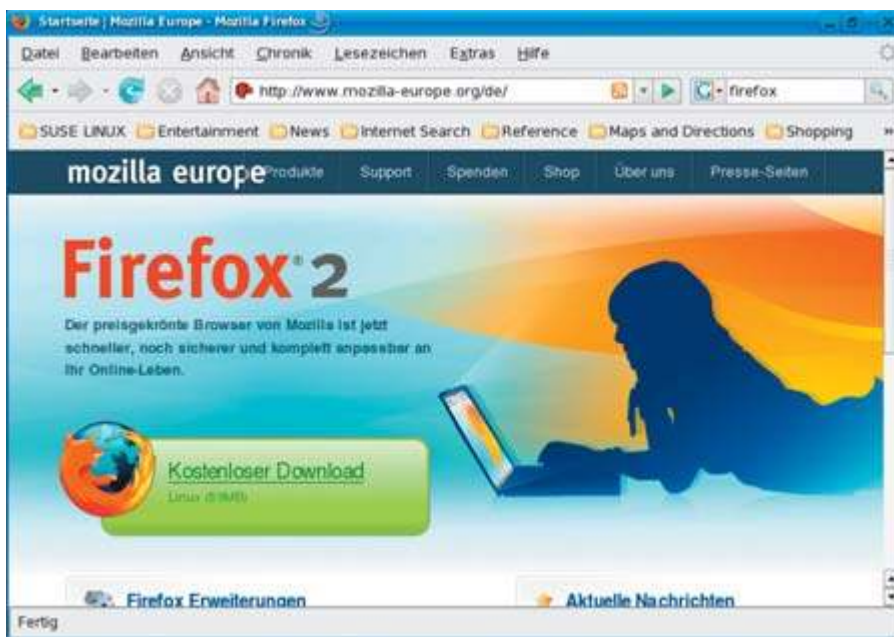 Startseite | Mozilla Europe - Mozilla Firefox
Datei Bearbeiten Ansicht Chronik Lesezeichen Extras Hilfe
http://www.mozilla-europe.org/de/ firefox
SUSE LINUX Entertainment News Internet Search Reference Maps and Directions Shopping »
mozilla europe Produkte Support Spenden Shop Über uns Presse-Seiten
Firefox® 2
Der preisgekrönte Browser von Mozilla ist jetzt
schneller, noch sicherer und komplett anpassbar an
Ihr Online-Leben.
Kostenloser Download
Linux
Firefox Erweiterungen
Aktuelle Nachrichten
Fertig